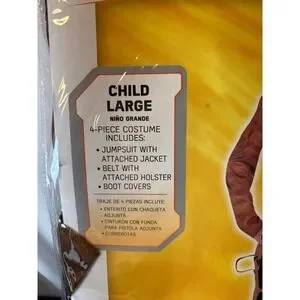 CHILD
LARGE
NIÑO GRANDE
4-PIECE COSTUME
INCLUDES:
• JUMPSUIT WITH
ATTACHED JACKET
• BELT WITH
ATTACHED HOLSTER
• BOOT COVERS
TRAJE DE 4 PIEZAS INCLUYE:
• ENTERITO CON CHAQUETA
ADJUNTA
• CINTURÓN CON FUNDA
PARA PISTOLA ADJUNTA
• CUBREBOTAS